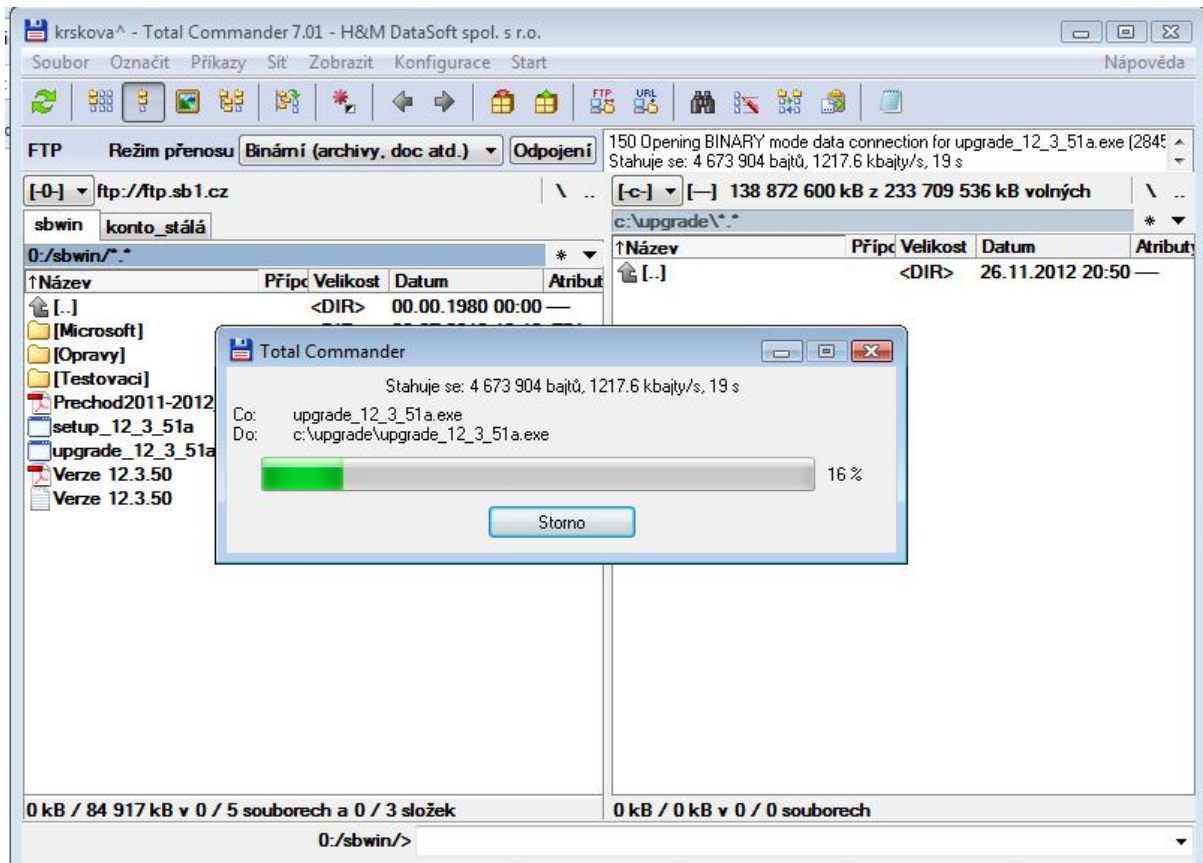 krskova^ - Total Commander 7.01 - H&M DataSoft spol. s r.o.
Soubor Označit Příkazy Síť Zobrazit Konfigurace Start Nápověda
FTP URL
FTP Režim přenosu Binární (archivy, doc atd.) Odpojení
150 Opening BINARY mode data connection for upgrade_12_3_51a.exe (2845
Stahuje se: 4 673 904 bajtů, 1217.6 kbajty/s, 19 s
[-0-] ftp://ftp.sb1.cz \ ..
[-c-] [—] 138 872 600 kB z 233 709 536 kB volných \ ..
sbwin konto_stálá
0:/sbwin/*.* *
↑Název Přípo Velikost Datum Atribut
[..] <DIR> 00.00.1980 00:00 —
[Microsoft]
[Opravy]
[Testovaci]
Prechod2011-2012_
setup_12_3_51a
upgrade_12_3_51a
Verze 12.3.50
Verze 12.3.50
c:\upgrade\*.* *
↑Název Přípo Velikost Datum Atributy
[..] <DIR> 26.11.2012 20:50 —
Total Commander
Stahuje se: 4 673 904 bajtů, 1217.6 kbajty/s, 19 s
Co: upgrade_12_3_51a.exe
Do: c:\upgrade\upgrade_12_3_51a.exe
16 %
Storno
0 kB / 84 917 kB v 0 / 5 souborech a 0 / 3 složek
0 kB / 0 kB v 0 / 0 souborech
0:/sbwin/>